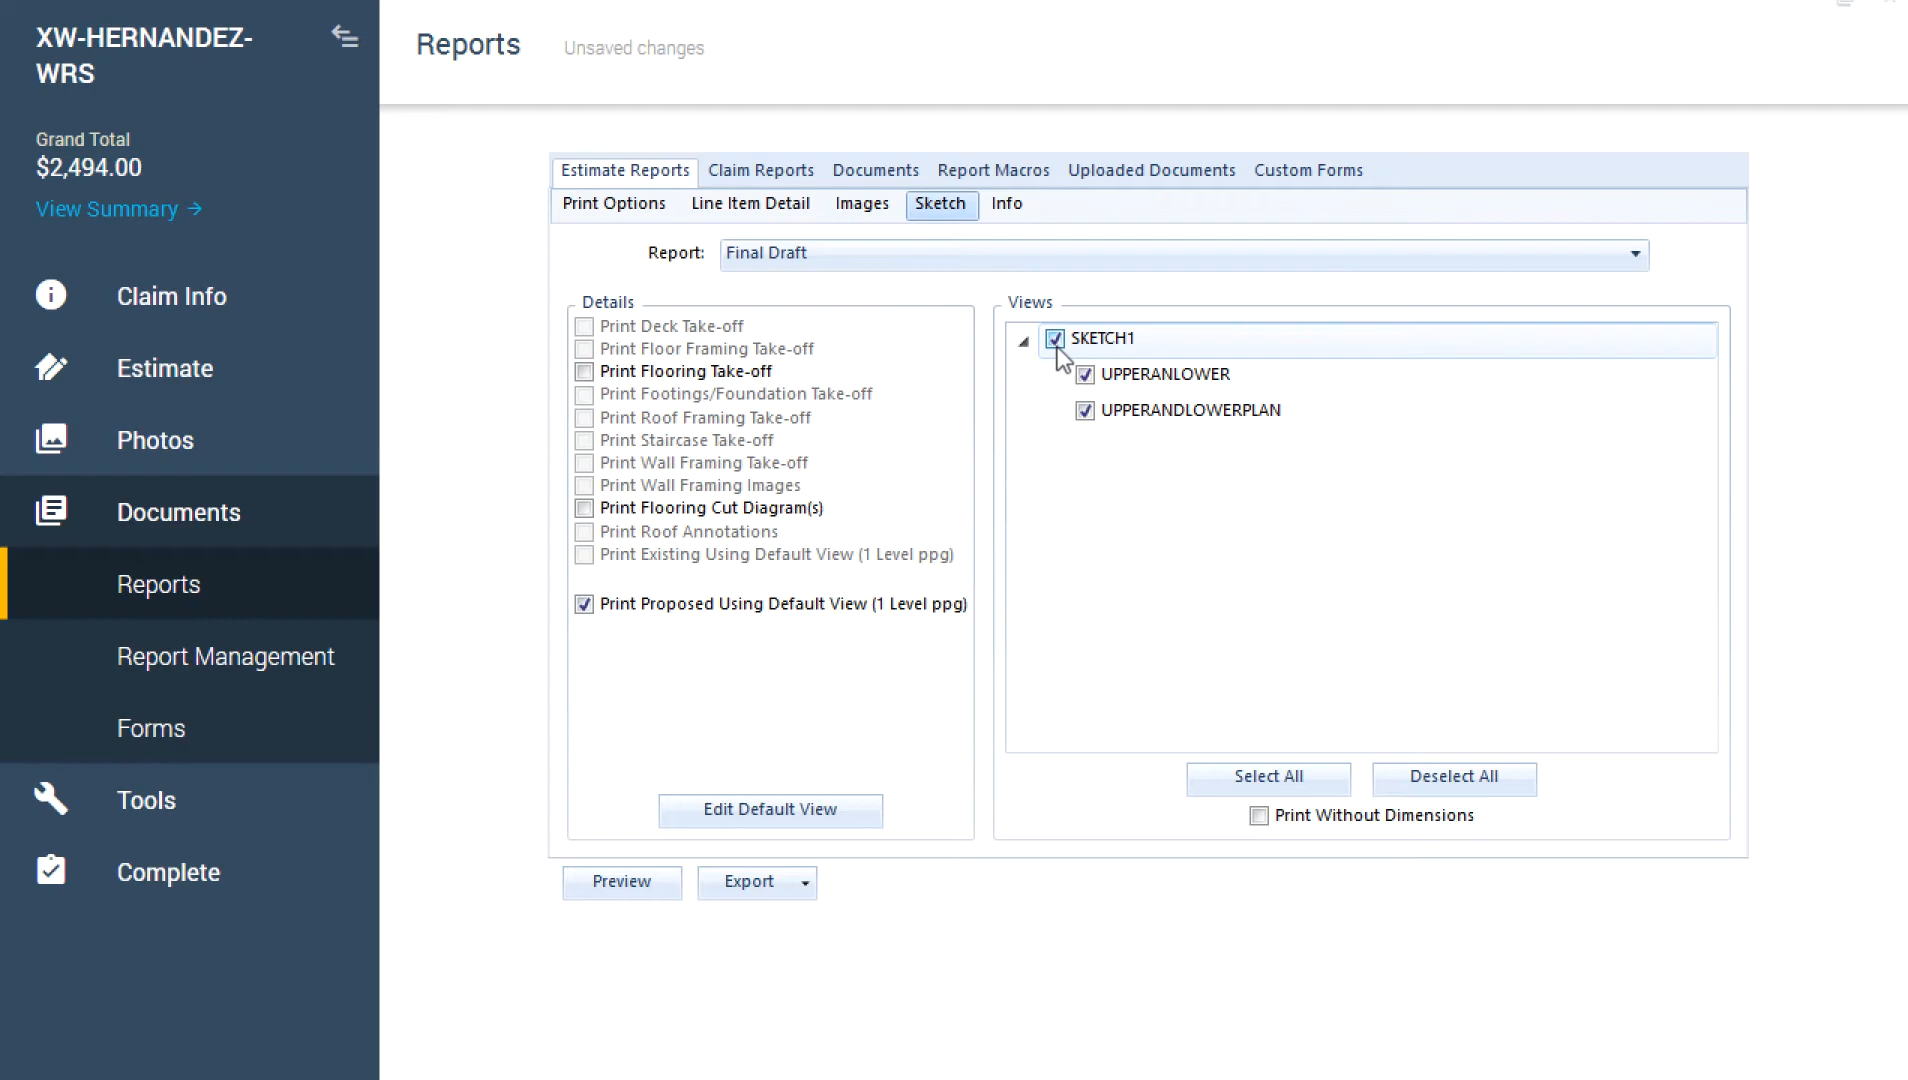 XW-HERNANDEZ-
WRS
Grand Total
$2,494.00
View Summary →
Claim Info
Estimate
Photos
Documents
Reports
Report Management
Forms
Tools
Complete
Reports Unsaved changes
Estimate Reports Claim Reports Documents Report Macros Uploaded Documents Custom Forms
Print Options Line Item Detail Images Sketch Info
Report: Final Draft
Details
Print Deck Take-off
Print Floor Framing Take-off
Print Flooring Take-off
Print Footings/Foundation Take-off
Print Roof Framing Take-off
Print Staircase Take-off
Print Wall Framing Take-off
Print Wall Framing Images
Print Flooring Cut Diagram(s)
Print Roof Annotations
Print Existing Using Default View (1 Level ppg)
Print Proposed Using Default View (1 Level ppg)
Edit Default View
Views
SKETCH1
UPPERANLOWER
UPPERANDLOWERPLAN
Select All Deselect All
Print Without Dimensions
Preview Export